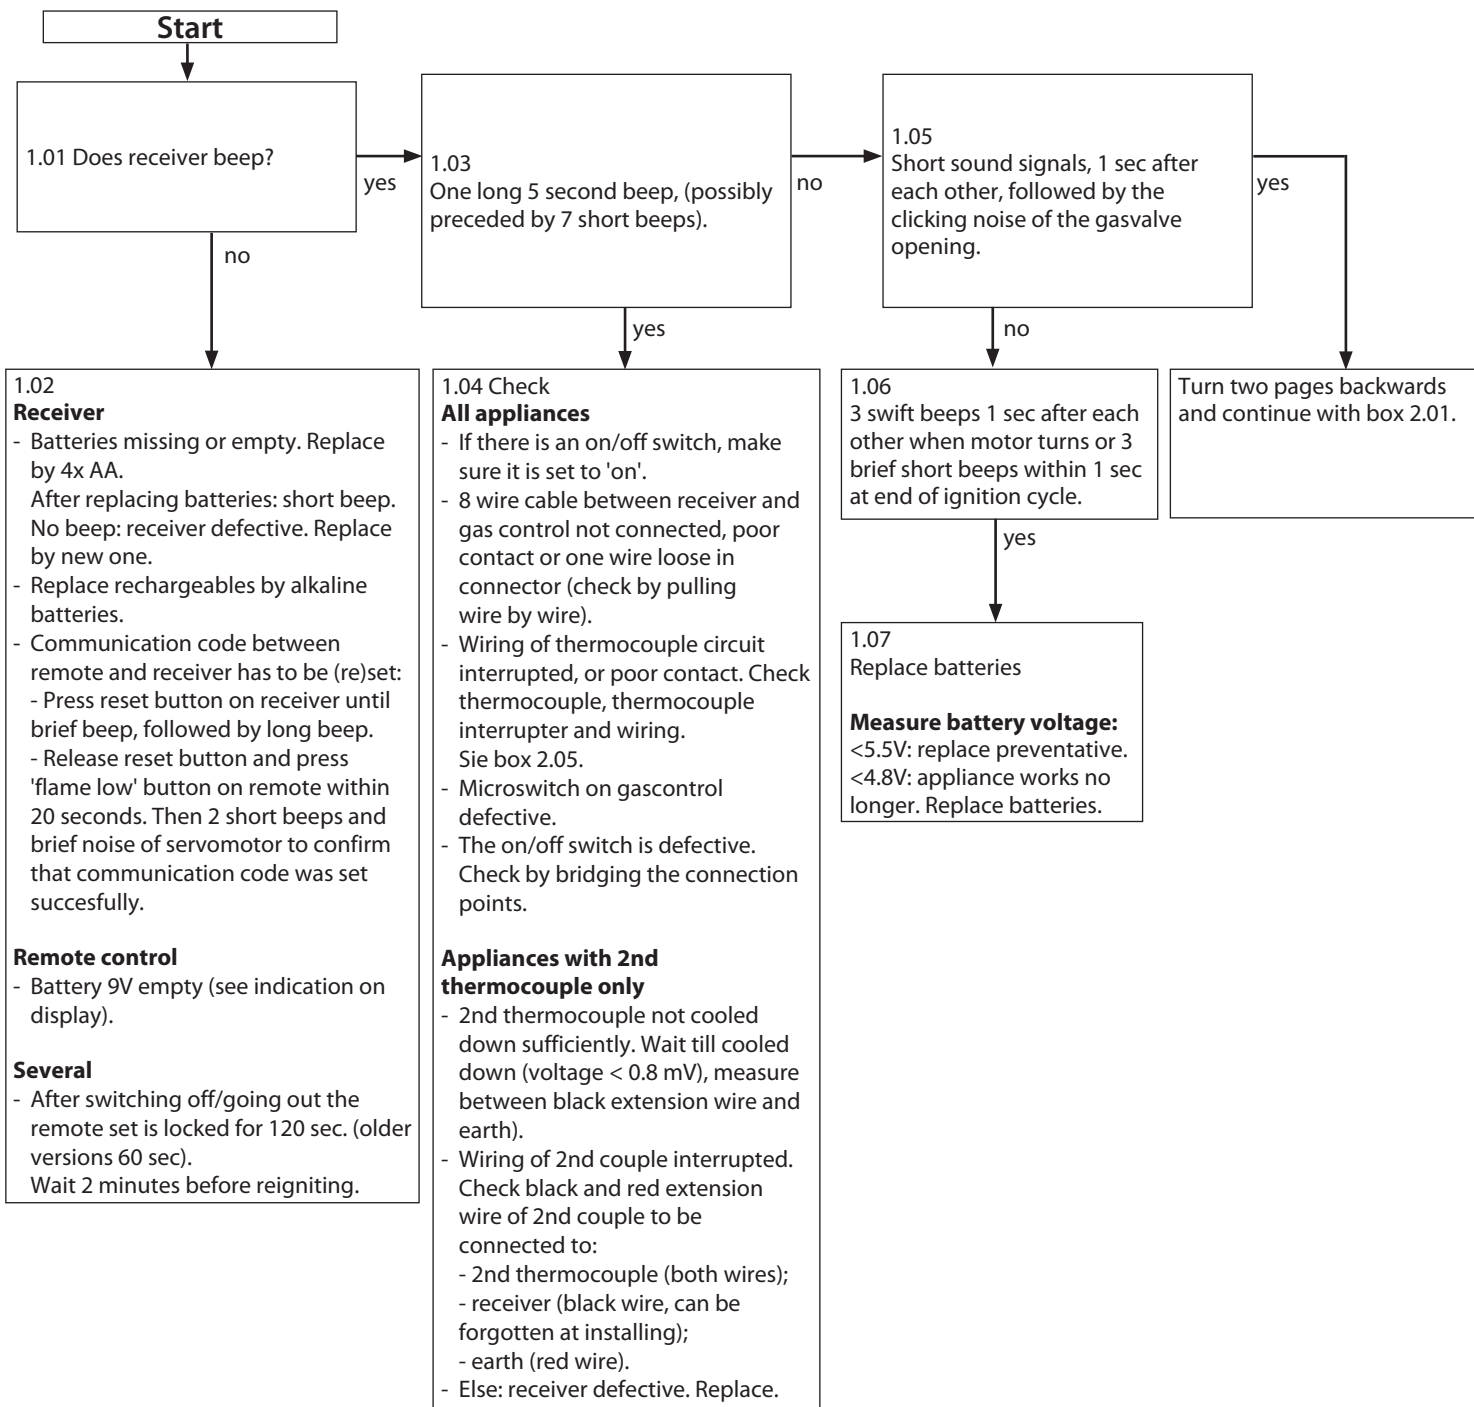 Start
1.01 Does receiver beep?
yes
no
1.03
One long 5 second beep, (possibly
preceded by 7 short beeps).
no
yes
1.05
Short sound signals, 1 sec after
each other, followed by the
clicking noise of the gasvalve
opening.
yes
no
1.02
Receiver
- Batteries missing or empty. Replace
by 4x AA.
After replacing batteries: short beep.
No beep: receiver defective. Replace
by new one.
- Replace rechargeables by alkaline
batteries.
- Communication code between
remote and receiver has to be (re)set:
- Press reset button on receiver until
brief beep, followed by long beep.
- Release reset button and press
'flame low' button on remote within
20 seconds. Then 2 short beeps and
brief noise of servomotor to confirm
that communication code was set
succesfully.
Remote control
- Battery 9V empty (see indication on
display).
Several
- After switching off/going out the
remote set is locked for 120 sec. (older
versions 60 sec).
Wait 2 minutes before reigniting.
1.04 Check
All appliances
- If there is an on/off switch, make
sure it is set to 'on'.
- 8 wire cable between receiver and
gas control not connected, poor
contact or one wire loose in
connector (check by pulling
wire by wire).
- Wiring of thermocouple circuit
interrupted, or poor contact. Check
thermocouple, thermocouple
interrupter and wiring.
Sie box 2.05.
- Microswitch on gascontrol
defective.
- The on/off switch is defective.
Check by bridging the connection
points.
Appliances with 2nd
thermocouple only
- 2nd thermocouple not cooled
down sufficiently. Wait till cooled
down (voltage < 0.8 mV), measure
between black extension wire and
earth).
- Wiring of 2nd couple interrupted.
Check black and red extension
wire of 2nd couple to be
connected to:
- 2nd thermocouple (both wires);
- receiver (black wire, can be
forgotten at installing);
- earth (red wire).
- Else: receiver defective. Replace.
1.06
3 swift beeps 1 sec after each
other when motor turns or 3
brief short beeps within 1 sec
at end of ignition cycle.
yes
1.07
Replace batteries
Measure battery voltage:
<5.5V: replace preventative.
<4.8V: appliance works no
longer. Replace batteries.
Turn two pages backwards
and continue with box 2.01.